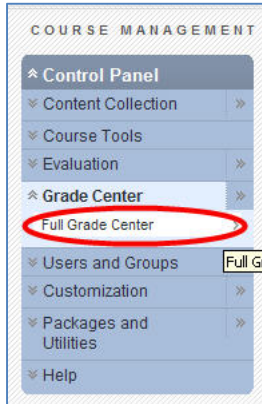 COURSE MANAGEMENT
Control Panel
Content Collection
Course Tools
Evaluation
Grade Center
Full Grade Center
Users and Groups
Full G
Customization
Packages and
Utilities
Help